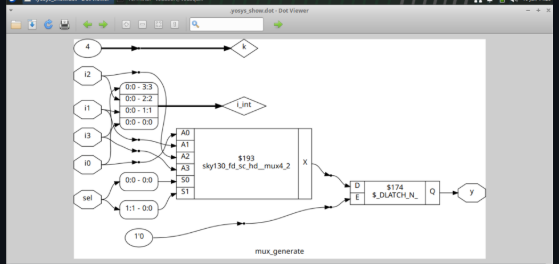 yosys_show.dot - Dot Viewer
4
k
i2
0:0 - 3:3
0:0 - 2:2
0:0 - 1:1
0:0 - 0:0
i_int
i1
i3
i0
A0
A1
A2
A3
S0
S1
$193
sky130_fd_sc_hd__mux4_2
X
sel
0:0 - 0:0
1:1 - 0:0
D
E
$174
$_DLATCH_N_
Q
y
1'0
mux_generate